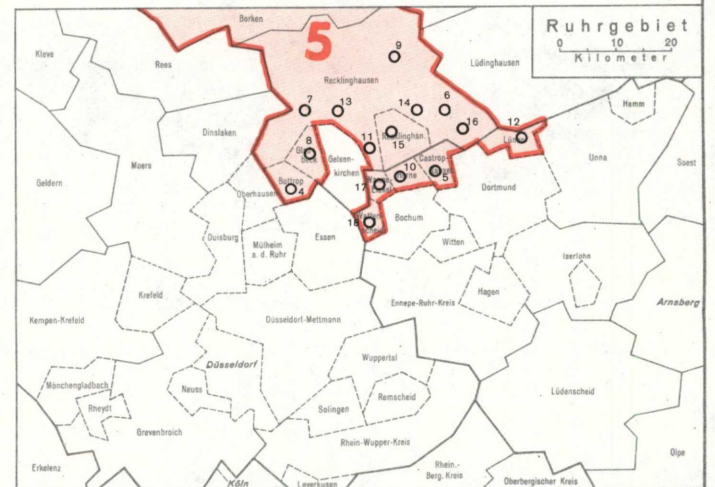 Borken
Ruhrgebiet
0 10 20
Kilometer
5
Kleve
Rees
9
Lüdinghausen
Recklinghausen
Hamm
7
13
14
6
12
16
Dinslaken
Recklinghsn.
15
11
Lünen
Moers
8
Gelsen-
kirchen
Castrop-
Unna
Soest
Geldern
Bottrop
4
10
17
5
Dortmund
Oberhausen
18
Bochum
Duisburg
Mülheim
a. d. Ruhr
Essen
Witten
Iserlohn
Krefeld
Hagen
Ennepe-Ruhr-Kreis
Arnsberg
Kempen-Krefeld
Düsseldorf-Mettmann
Wuppertal
Düsseldorf
Mönchengladbach
Neuss
Remscheid
Lüdenscheid
Rheydt
Solingen
Grevenbroich
Rhein-Wupper-Kreis
Olpe
Erkelenz
Köln
Leverkusen
Rhein.-
Berg. Kreis
Oberbergischer Kreis